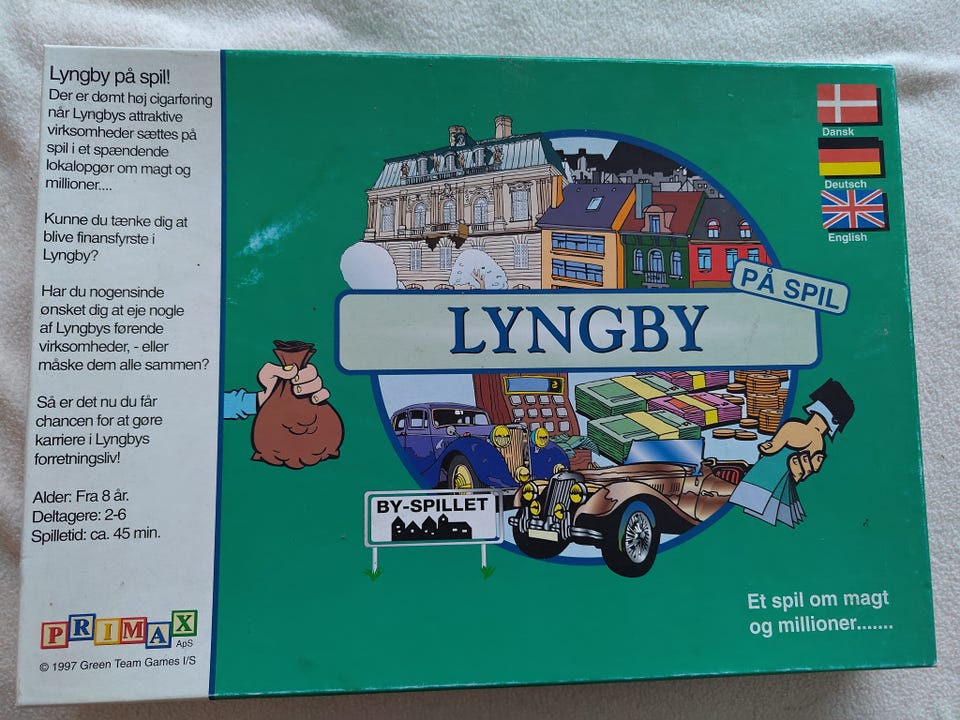 Lyngby på spil!
Der er dømt høj cigarføring
når Lyngbys attraktive
virksomheder sættes på
spil i et spændende
lokalopgør om magt og
millioner....
Kunne du tænke dig at
blive finansfyrste i
Lyngby?
Har du nogensinde
ønsket dig at eje nogle
af Lyngbys førende
virksomheder, - eller
måske dem alle sammen?
Så er det nu du får
chancen for at gøre
karriere i Lyngbys
forretningsliv!
Alder: Fra 8 år.
Deltagere: 2-6
Spilletid: ca. 45 min.
PRIMAX
ApS
© 1997 Green Team Games I/S
Dansk
Deutsch
English
PÅ SPIL
LYNGBY
BY-SPILLET
Et spil om magt
og millioner.......